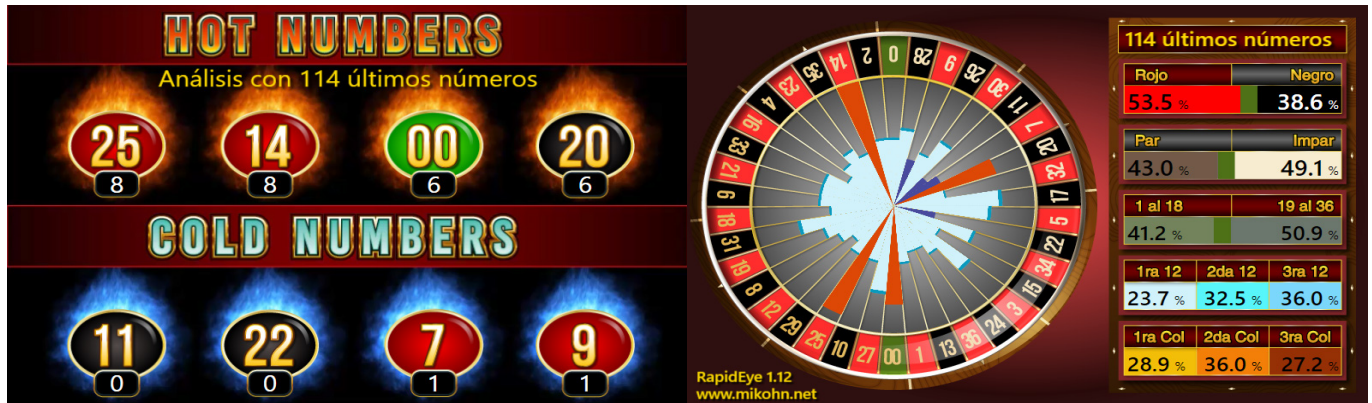 HOT NUMBERS
Análisis con 114 últimos números
25 14 00 20
8 8 6 6
COLD NUMBERS
11 22 7 9
0 0 1 1
0 28 9 26 30 11 7 20 32 17 5 22 34 15 3 24 36 13 1 00 27 10 25 29 12 8 19 31 18 6 21 33 16 4 23 35 14 2
RapidEye 1.12
www.mikohn.net
114 últimos números
Rojo Negro
53.5 % 38.6 %
Par Impar
43.0 % 49.1 %
1 al 18 19 al 36
41.2 % 50.9 %
1ra 12 2da 12 3ra 12
23.7 % 32.5 % 36.0 %
1ra Col 2da Col 3ra Col
28.9 % 36.0 % 27.2 %